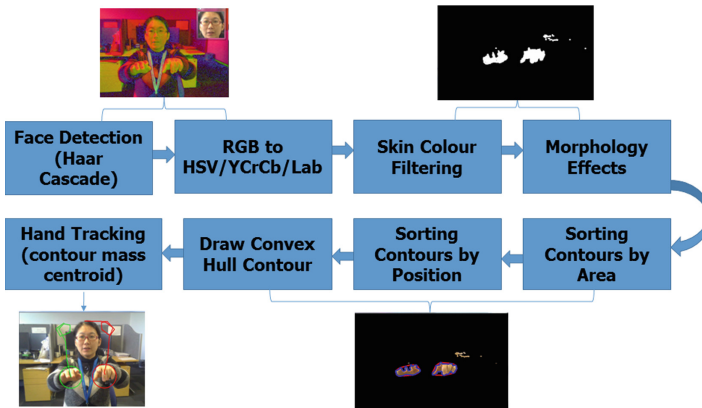 Face Detection
(Haar
Cascade)
RGB to
HSV/YCrCb/Lab
Skin Colour
Filtering
Morphology
Effects
Hand Tracking
(contour mass
centroid)
Draw Convex
Hull Contour
Sorting
Contours by
Position
Sorting
Contours by
Area